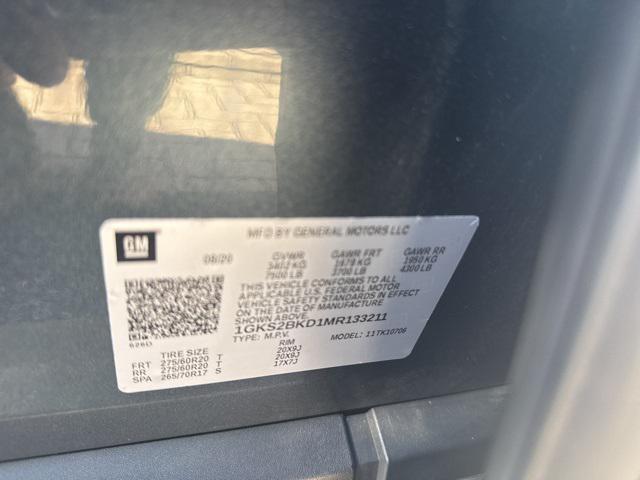 GM
MFD BY GENERAL MOTORS LLC
08/20 GVWR GAWR FRT GAWR RR
3402 KG 1678 KG 1950 KG
7500 LB 3700 LB 4300 LB
THIS VEHICLE CONFORMS TO ALL
APPLICABLE U.S. FEDERAL MOTOR
VEHICLE SAFETY STANDARDS IN EFFECT
ON THE DATE OF MANUFACTURE
SHOWN ABOVE.
1GKS2BKD1MR133211
TYPE: M.P.V. MODEL: 11TK10706
TIRE SIZE RIM
FRT 275/60R20 T 20X9J
RR 275/60R20 T 20X9J
SPA 265/70R17 S 17X7J